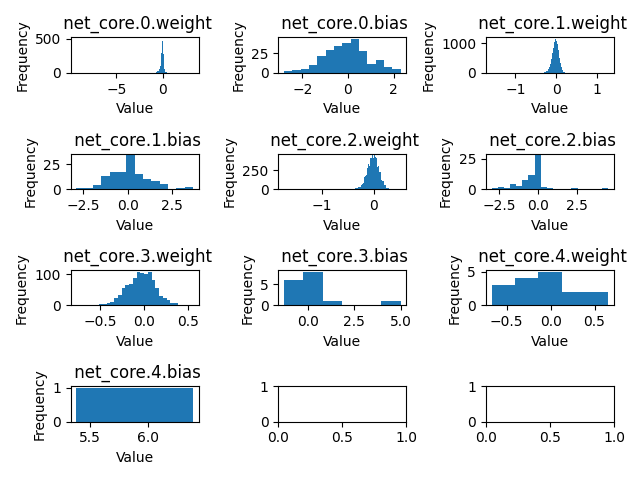 net_core.0.weight
Frequency
500
0
−5
0
Value
net_core.0.bias
Frequency
25
0
−2
0
2
Value
net_core.1.weight
Frequency
1000
0
−1
0
1
Value
net_core.1.bias
Frequency
25
0
−2.5
0.0
2.5
Value
net_core.2.weight
Frequency
250
0
−1
0
Value
net_core.2.bias
Frequency
25
0
−2.5
0.0
2.5
Value
net_core.3.weight
Frequency
100
0
−0.5
0.0
0.5
Value
net_core.3.bias
Frequency
5
0
0.0
2.5
5.0
Value
net_core.4.weight
Frequency
5
0
−0.5
0.0
0.5
Value
net_core.4.bias
Frequency
1
0
5.5
6.0
Value
1
0
0.0
0.5
1.0
1
0
0.0
0.5
1.0